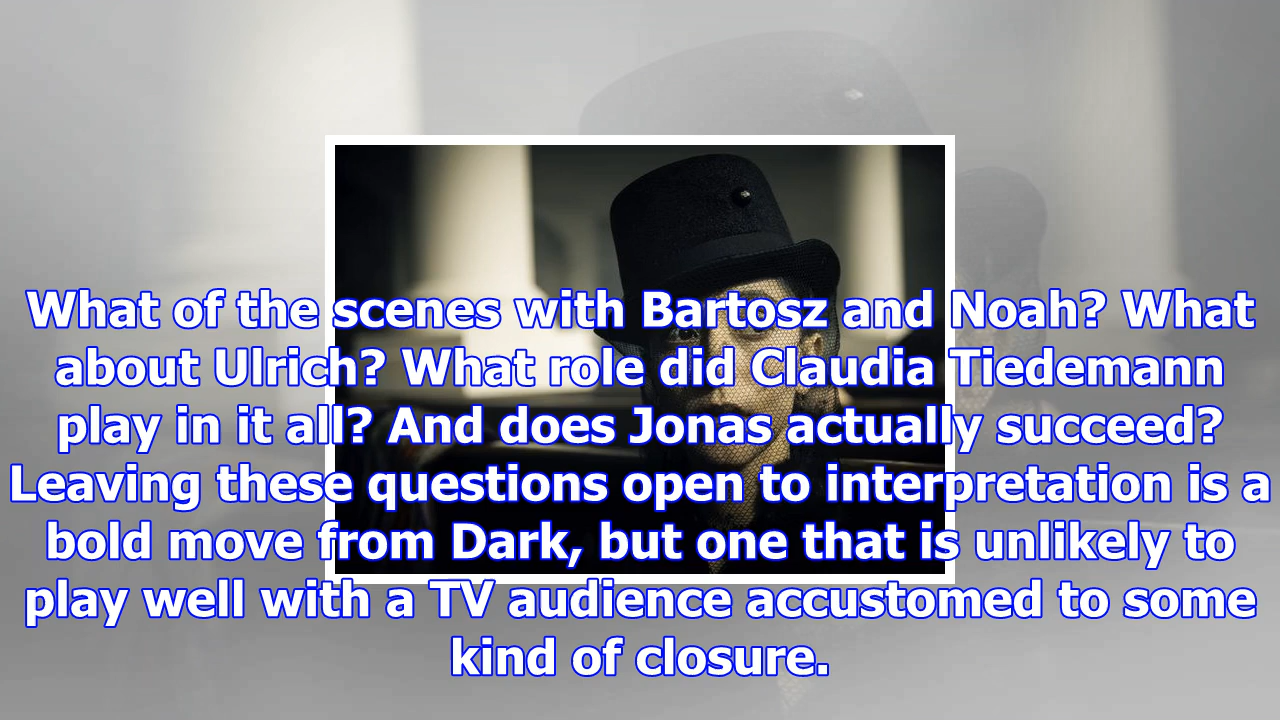 What of the scenes with Bartosz and Noah? What
about Ulrich? What role did Claudia Tiedemann
play in it all? And does Jonas actually succeed?
Leaving these questions open to interpretation is a
bold move from Dark, but one that is unlikely to
play well with a TV audience accustomed to some
kind of closure.